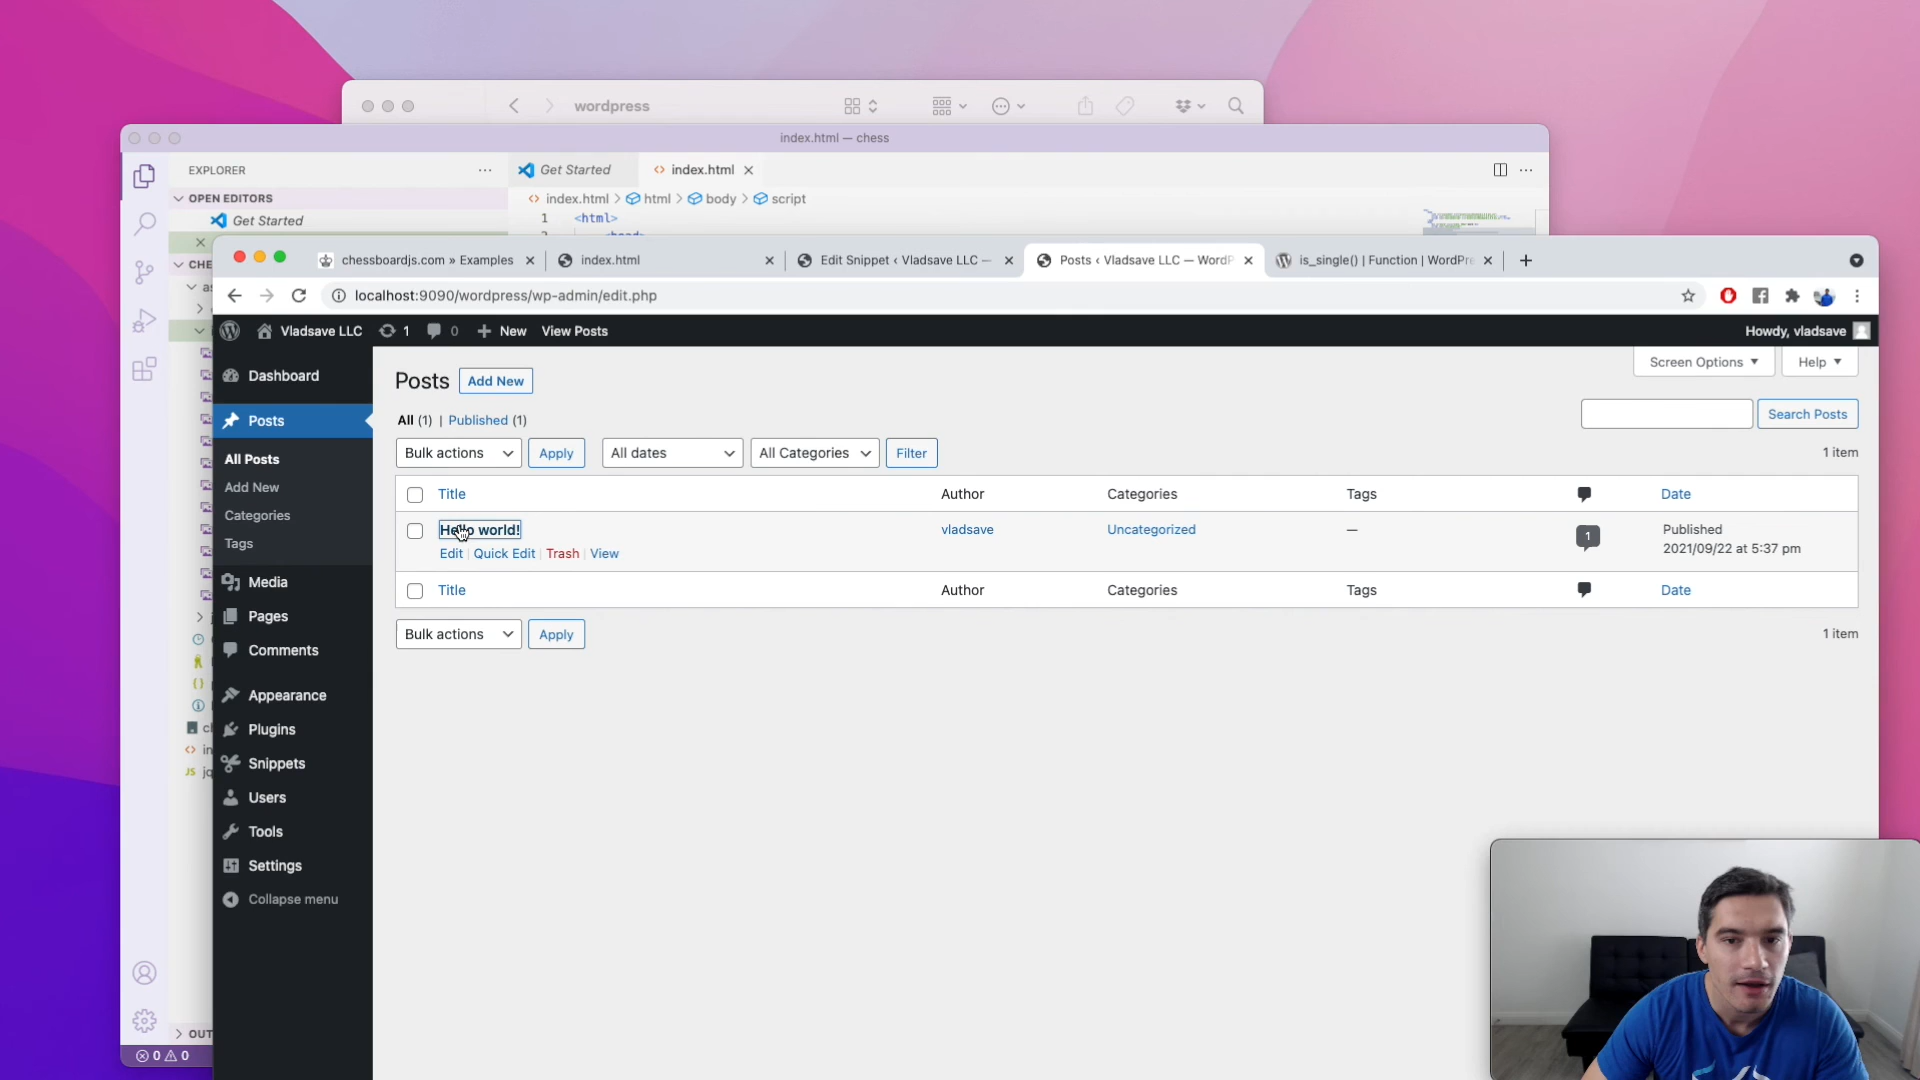 wordpress
index.html — chess
EXPLORER
Get Started
index.html
OPEN EDITORS
index.html > html > body > script
Get Started
1 <html>
chessboardjs.com » Examples
index.html
Edit Snippet ‹ Vladsave LLC —
Posts ‹ Vladsave LLC — WordP
is_single() | Function | WordPre
localhost:9090/wordpress/wp-admin/edit.php
Vladsave LLC 1 0 New View Posts
Howdy, vladsave
Dashboard
Posts
All Posts
Add New
Categories
Tags
Media
Pages
Comments
Appearance
Plugins
Snippets
Users
Tools
Settings
Collapse menu
Screen Options
Help
Posts Add New
All (1) | Published (1)
Search Posts
Bulk actions Apply All dates All Categories Filter
1 item
Title Author Categories Tags Date
Hello world! vladsave Uncategorized — 1 Published
2021/09/22 at 5:37 pm
Edit | Quick Edit | Trash | View
Title Author Categories Tags Date
Bulk actions Apply
1 item
0 0